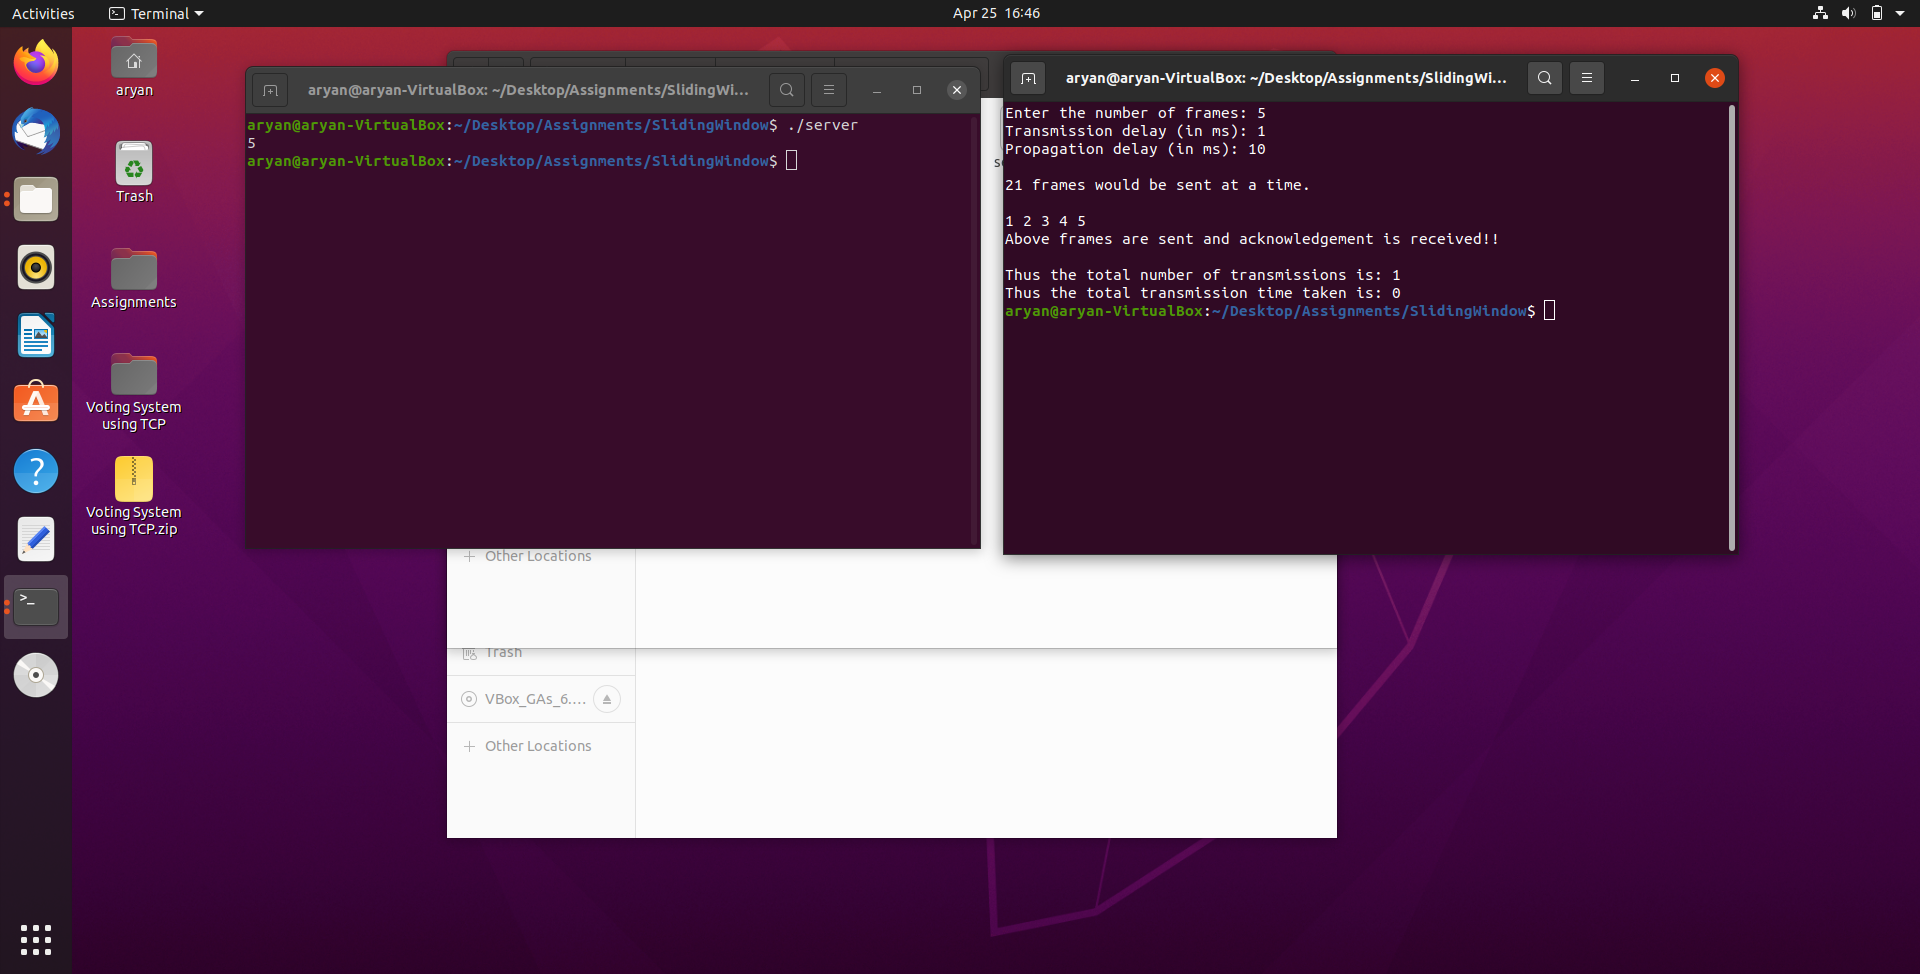 Activities
Terminal
Apr 25 16:46
aryan
Trash
Assignments
Voting System
using TCP
Voting System
using TCP.zip
aryan@aryan-VirtualBox: ~/Desktop/Assignments/SlidingWi...
aryan@aryan-VirtualBox:~/Desktop/Assignments/SlidingWindow$ ./server
5
aryan@aryan-VirtualBox:~/Desktop/Assignments/SlidingWindow$
aryan@aryan-VirtualBox: ~/Desktop/Assignments/SlidingWi...
Enter the number of frames: 5
Transmission delay (in ms): 1
Propagation delay (in ms): 10
21 frames would be sent at a time.
1 2 3 4 5
Above frames are sent and acknowledgement is received!!
Thus the total number of transmissions is: 1
Thus the total transmission time taken is: 0
aryan@aryan-VirtualBox:~/Desktop/Assignments/SlidingWindow$
Other Locations
Trash
VBox_GAs_6....
Other Locations